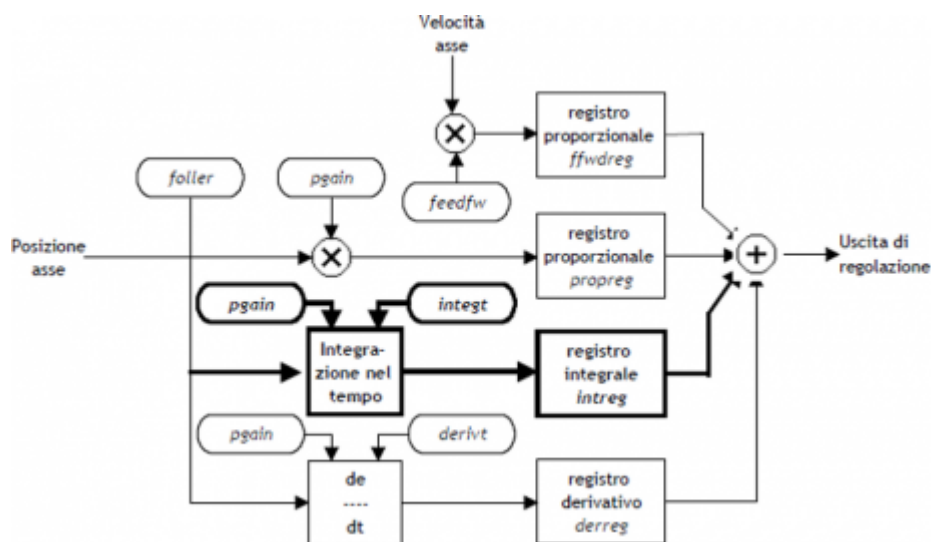 Velocità
asse
registro
proporzionale
ffwdreg
foller
pgain
feedfw
Posizione
asse
registro
proporzionale
propreg
Uscita di
regolazione
pgain
integt
Integra-
zione nel
tempo
registro
integrale
intreg
pgain
derivt
de
----
dt
registro
derivativo
derreg